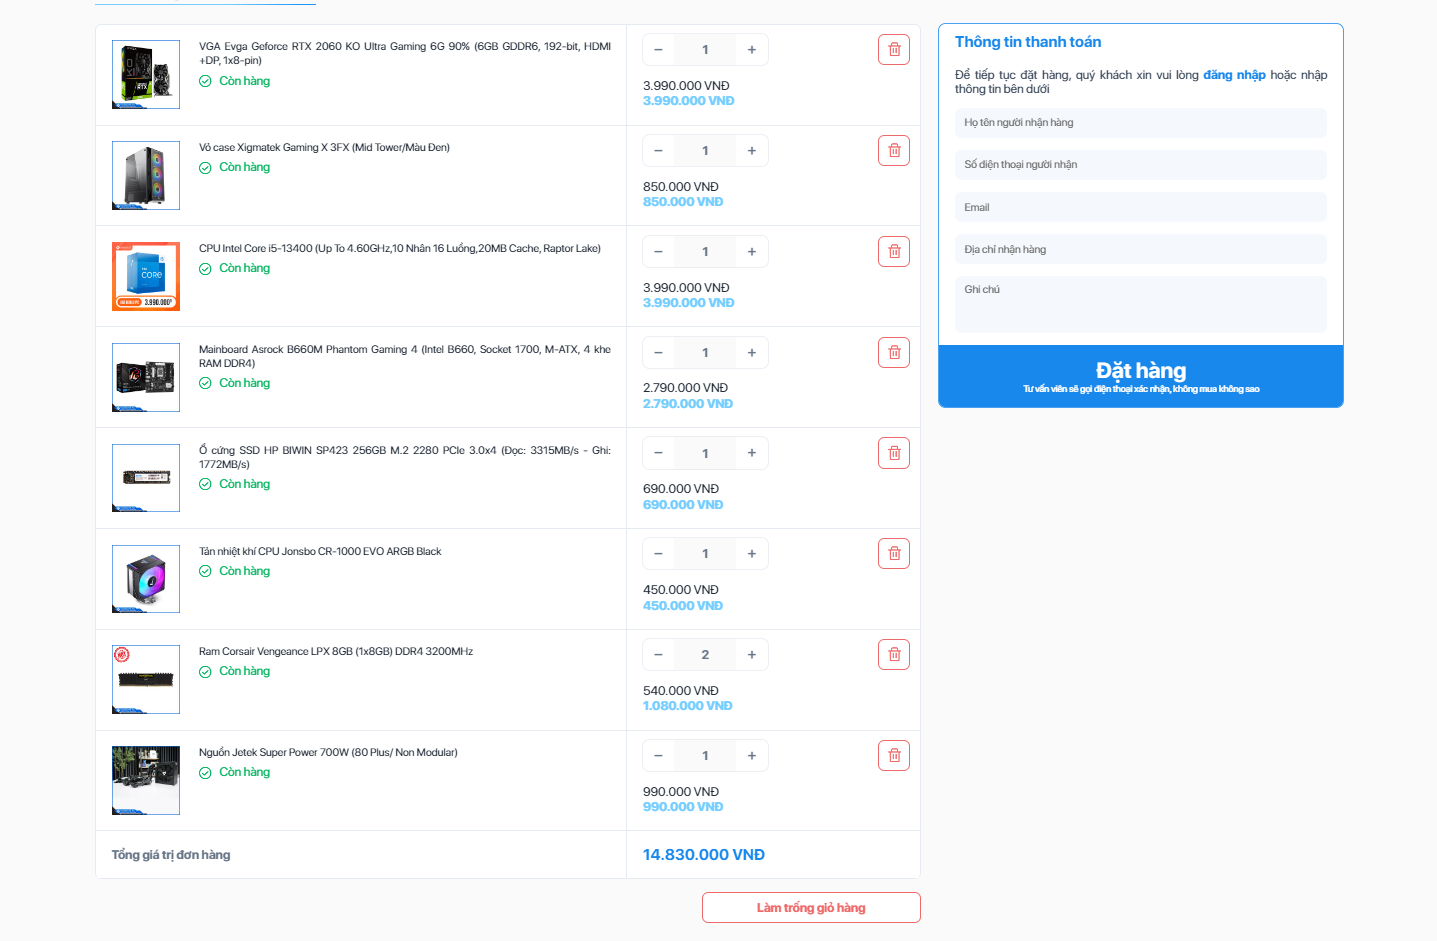 VGA Evga Geforce RTX 2060 KO Ultra Gaming 6G 90% (6GB GDDR6, 192-bit, HDMI
+DP, 1x8-pin)
Còn hàng
1
3.990.000 VNĐ
3.990.000 VNĐ
Vỏ case Xigmatek Gaming X 3FX (Mid Tower/Màu Đen)
Còn hàng
1
850.000 VNĐ
850.000 VNĐ
CORE
3.990.000
CPU Intel Core i5-13400 (Up To 4.60GHz,10 Nhân 16 Luồng,20MB Cache, Raptor Lake)
Còn hàng
1
3.990.000 VNĐ
3.990.000 VNĐ
Mainboard Asrock B660M Phantom Gaming 4 (Intel B660, Socket 1700, M-ATX, 4 khe
RAM DDR4)
Còn hàng
1
2.790.000 VNĐ
2.790.000 VNĐ
Ổ cứng SSD HP BIWIN SP423 256GB M.2 2280 PCIe 3.0x4 (Đọc: 3315MB/s - Ghi:
1772MB/s)
Còn hàng
1
690.000 VNĐ
690.000 VNĐ
Tản nhiệt khí CPU Jonsbo CR-1000 EVO ARGB Black
Còn hàng
1
450.000 VNĐ
450.000 VNĐ
Ram Corsair Vengeance LPX 8GB (1x8GB) DDR4 3200MHz
Còn hàng
2
540.000 VNĐ
1.080.000 VNĐ
Nguồn Jetek Super Power 700W (80 Plus/ Non Modular)
Còn hàng
1
990.000 VNĐ
990.000 VNĐ
Tổng giá trị đơn hàng
14.830.000 VNĐ
Làm trống giỏ hàng
Thông tin thanh toán
Để tiếp tục đặt hàng, quý khách xin vui lòng đăng nhập hoặc nhập
thông tin bên dưới
Họ tên người nhận hàng
Số điện thoại người nhận
Email
Địa chỉ nhận hàng
Ghi chú
Đặt hàng
Tư vấn viên sẽ gọi điện thoại xác nhận, không mua không sao